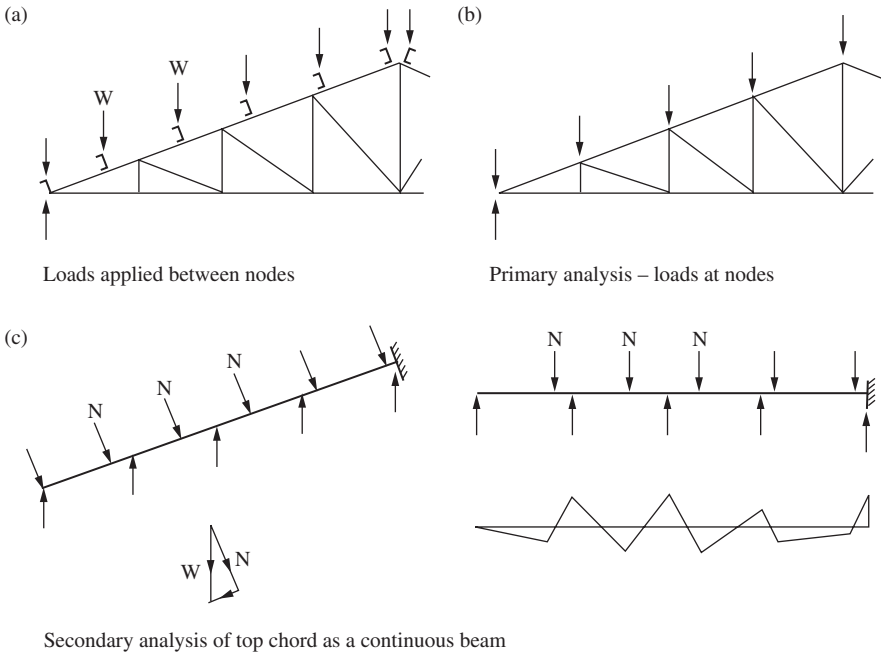 (a)
W
W
Loads applied between nodes
(b)
Primary analysis – loads at nodes
(c)
N
N
N
W
N
N
N
N
Secondary analysis of top chord as a continuous beam